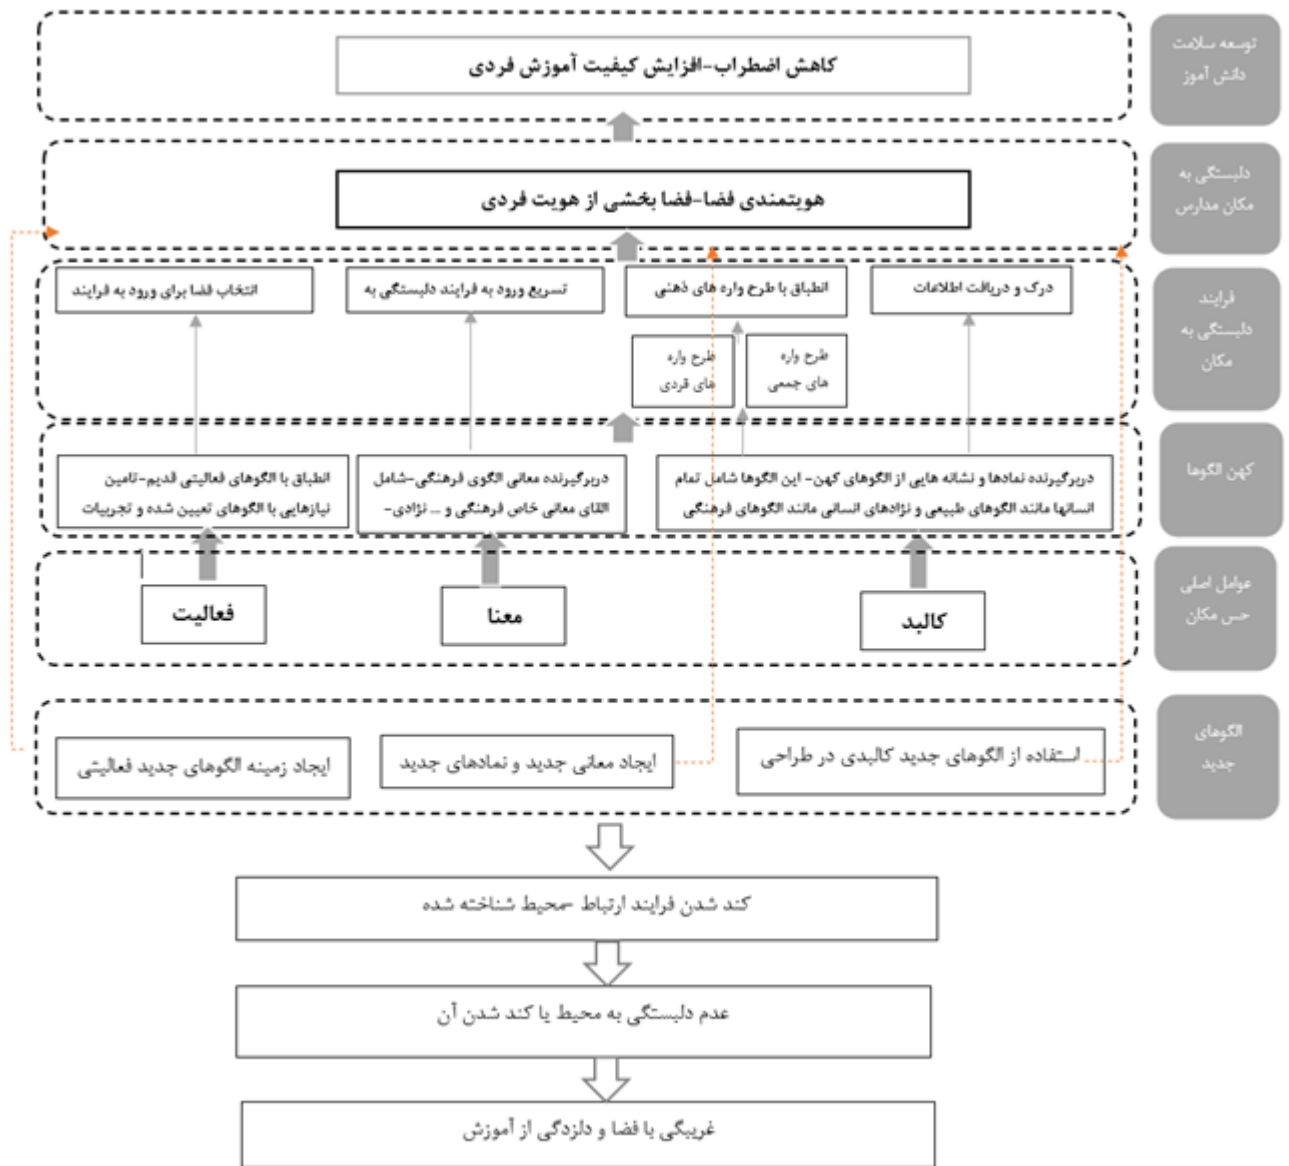 توسعه سلامت
دانش آموز
کاهش اضطراب-افزایش کیفیت آموزش فردی
دلبستگی به
مکان مدارس
هویتمندی فضا-فضا بخشی از هویت فردی
فرایند
دلبستگی به
مکان
درک و دریافت اطلاعات
انطباق با طرح واره های ذهنی
تسریع ورود به فرایند دلبستگی به
انتخاب فضا برای ورود به فرایند
طرح واره
های جمعی
طرح واره
های فردی
کهن الگوها
دربرگیرنده نمادها و نشانه هایی از الگوهای کهن- این الگوها شامل تمام
انسانها مانند الگوهای طبیعی و نژادهای انسانی مانند الگوهای فرهنگی
دربرگیرنده معانی الگوی فرهنگی-شامل
القای معانی خاص فرهنگی و ... نژادی-
انطباق با الگوهای فعالیتی قدیم-تامین
نیازهایی با الگوهای تعیین شده و تجربیات
عوامل اصلی
حس مکان
کالبد
معنا
فعالیت
الگوهای
جدید
استفاده از الگوهای جدید کالبدی در طراحی
ایجاد معانی جدید و نمادهای جدید
ایجاد زمینه الگوهای جدید فعالیتی
کند شدن فرایند ارتباط -محیط شناخته شده
عدم دلبستگی به محیط یا کند شدن آن
غریبگی با فضا و دلزدگی از آموزش